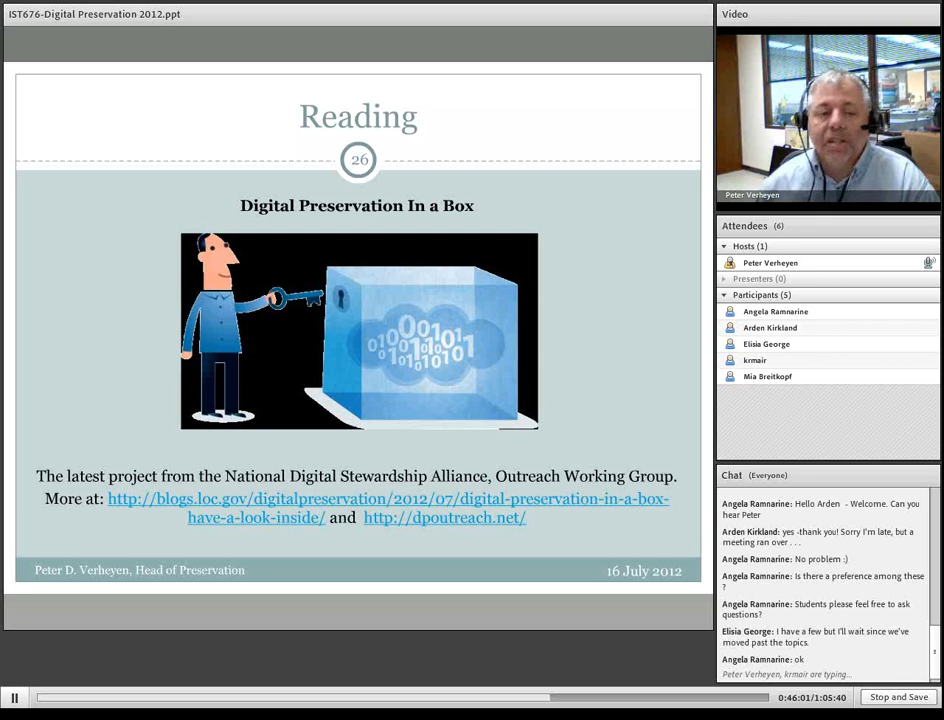 IST676-Digital Preservation 2012.ppt
Reading
26
Digital Preservation In a Box
010001011
01011101
01010
The latest project from the National Digital Stewardship Alliance, Outreach Working Group.
More at: http://blogs.loc.gov/digitalpreservation/2012/07/digital-preservation-in-a-box-
have-a-look-inside/ and http://dpoutreach.net/
Peter D. Verheyen, Head of Preservation
16 July 2012
Video
Peter Verheyen
Attendees (6)
Hosts (1)
Peter Verheyen
Presenters (0)
Participants (5)
Angela Ramnarine
Arden Kirkland
Elisia George
krmair
Mia Breitkopf
Chat (Everyone)
Angela Ramnarine: Hello Arden - Welcome. Can you
hear Peter
Arden Kirkland: yes -thank you! Sorry I'm late, but a
meeting ran over . . .
Angela Ramnarine: No problem :)
Angela Ramnarine: Is there a preference among these
?
Angela Ramnarine: Students please feel free to ask
questions?
Elisia George: I have a few but I'll wait since we've
moved past the topics.
Angela Ramnarine: ok
Peter Verheyen, krmair are typing...
0:46:01/1:05:40
Stop and Save